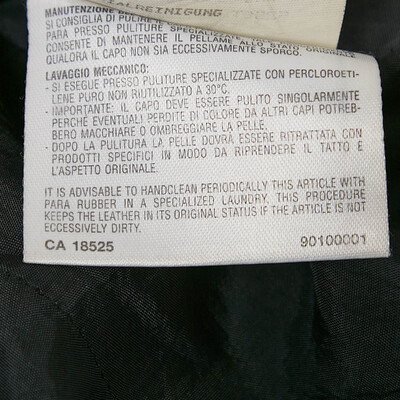 IALREINIGUNG
MANUTENZIONE
SI CONSIGLIA DI PULIRE IL
PARA PRESSO PULITURE SPECIALIZZATE
CONSENTE DI MANTENERE IL PELLAME ALLO STATO ORIGINALE
QUALORA IL CAPO NON SIA ECCESSIVAMENTE SPORCO.
LAVAGGIO MECCANICO:
- SI ESEGUE PRESSO PULITURE SPECIALIZZATE CON PERCLOROETI-
LENE PURO NON RIUTILIZZATO A 30°C.
- IMPORTANTE: IL CAPO DEVE ESSERE PULITO SINGOLARMENTE
PERCHÉ EVENTUALI PERDITE DI COLORE DA ALTRI CAPI POTREB-
BERO MACCHIARE O OMBREGGIARE LA PELLE.
- DOPO LA PULITURA LA PELLE DOVRÀ ESSERE RITRATTATA CON
PRODOTTI SPECIFICI IN MODO DA RIPRENDERE IL TATTO E
L'ASPETTO ORIGINALE.
IT IS ADVISABLE TO HANDCLEAN PERIODICALLY THIS ARTICLE WITH
PARA RUBBER IN A SPECIALIZED LAUNDRY. THIS PROCEDURE
KEEPS THE LEATHER IN ITS ORIGINAL STATUS IF THE ARTICLE IS NOT
EXCEEDINGLY DIRTY.
CA 18525 90100001